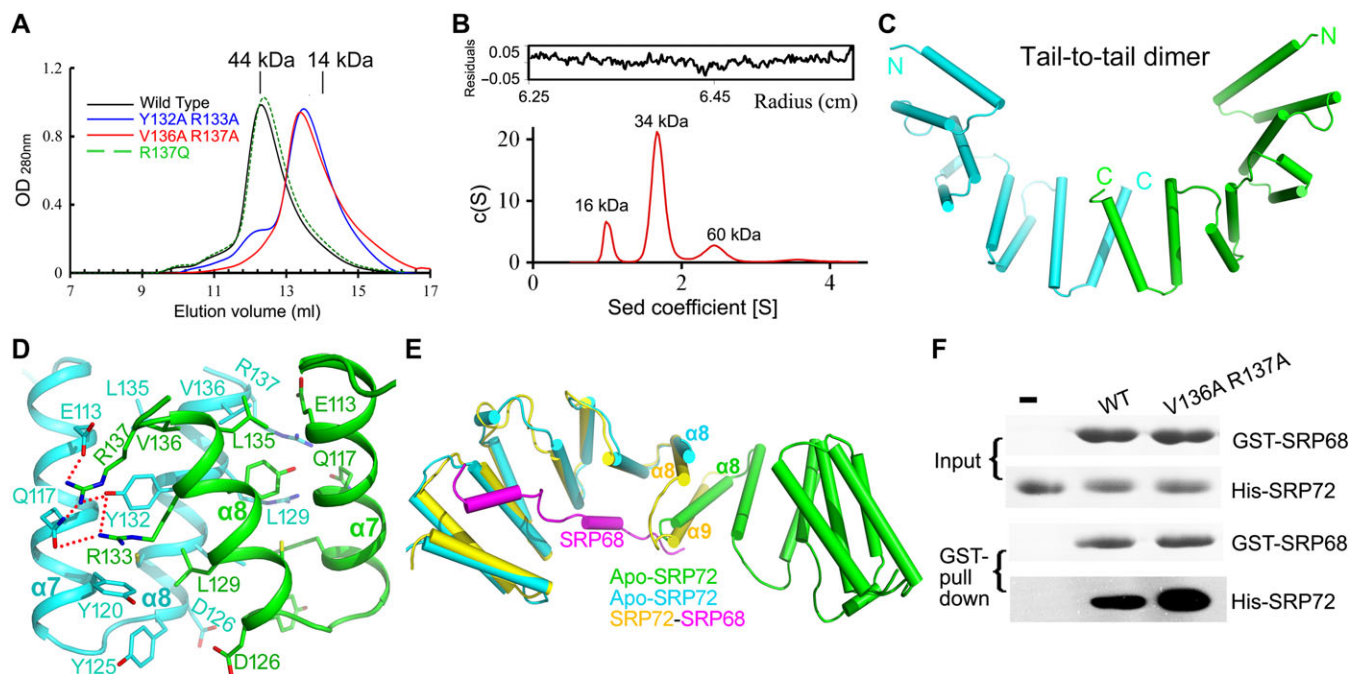 A
44 kDa
14 kDa
1.2
0.8
0.4
0
OD 280nm
Wild Type
Y132A R133A
V136A R137A
R137Q
7
9
11
13
15
17
Elution volume (ml)
B
Residuals
0.05
−0.05
6.25
6.45
Radius (cm)
34 kDa
16 kDa
60 kDa
20
10
0
c(S)
0
2
4
Sed coefficient [S]
C
Tail-to-tail dimer
N
N
C
C
D
L135
V136
R137
E113
E113
R137
V136
L135
Q117
Q117
Y132
α8
L129
α7
R133
L129
α7
α8
Y120
D126
Y125
D126
E
α8
α8
α8
α9
SRP68
Apo-SRP72
Apo-SRP72
SRP72-SRP68
F
−
WT
V136A R137A
Input
GST-SRP68
His-SRP72
GST-
pull
down
GST-SRP68
His-SRP72